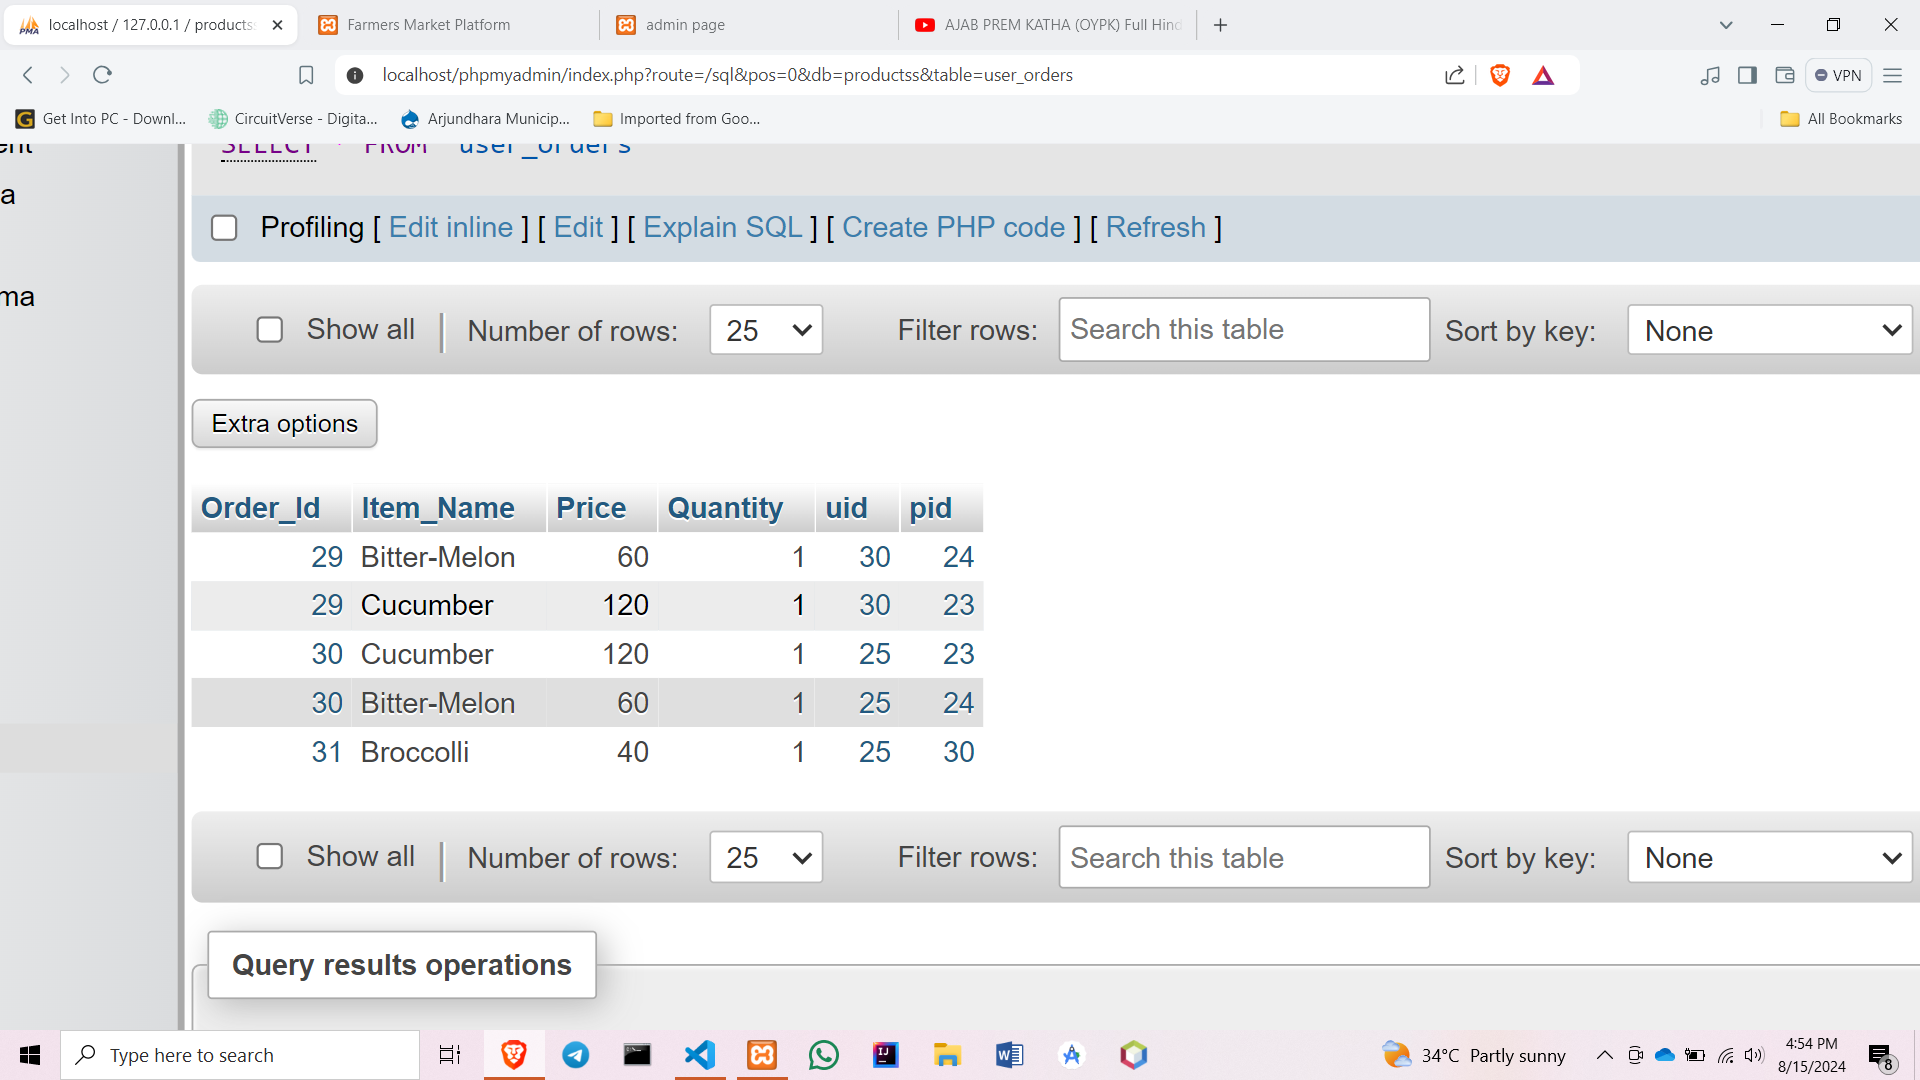 localhost / 127.0.0.1 / products
Farmers Market Platform
admin page
AJAB PREM KATHA (OYPK) Full Hind
localhost/phpmyadmin/index.php?route=/sql&pos=0&db=productss&table=user_orders
VPN
Get Into PC - Downl...
CircuitVerse - Digita...
Arjundhara Municip...
Imported from Goo...
All Bookmarks
SELECT * FROM `user_orders`
a
ma
Profiling [ Edit inline ] [ Edit ] [ Explain SQL ] [ Create PHP code ] [ Refresh ]
Show all
Number of rows: 25
Filter rows: Search this table
Sort by key: None
Extra options
Order_Id Item_Name Price Quantity uid pid
29 Bitter-Melon 60 1 30 24
29 Cucumber 120 1 30 23
30 Cucumber 120 1 25 23
30 Bitter-Melon 60 1 25 24
31 Broccolli 40 1 25 30
Show all
Number of rows: 25
Filter rows: Search this table
Sort by key: None
Query results operations
Type here to search
34°C Partly sunny
4:54 PM
8/15/2024
8